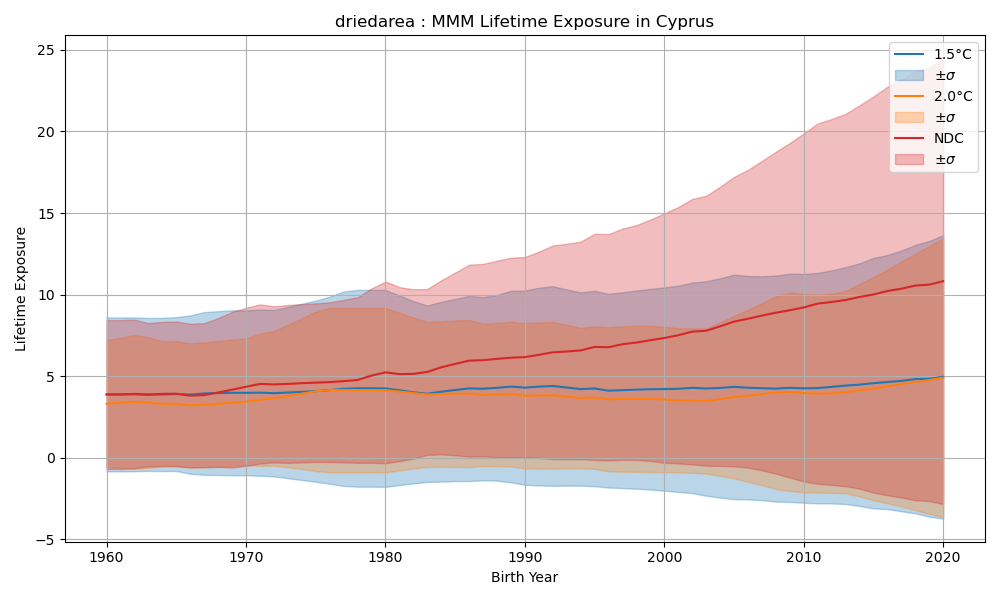 driedarea : MMM Lifetime Exposure in Cyprus
25
20
15
10
5
0
−5
Lifetime Exposure
1.5°C
±σ
2.0°C
±σ
NDC
±σ
1960 1970 1980 1990 2000 2010 2020
Birth Year